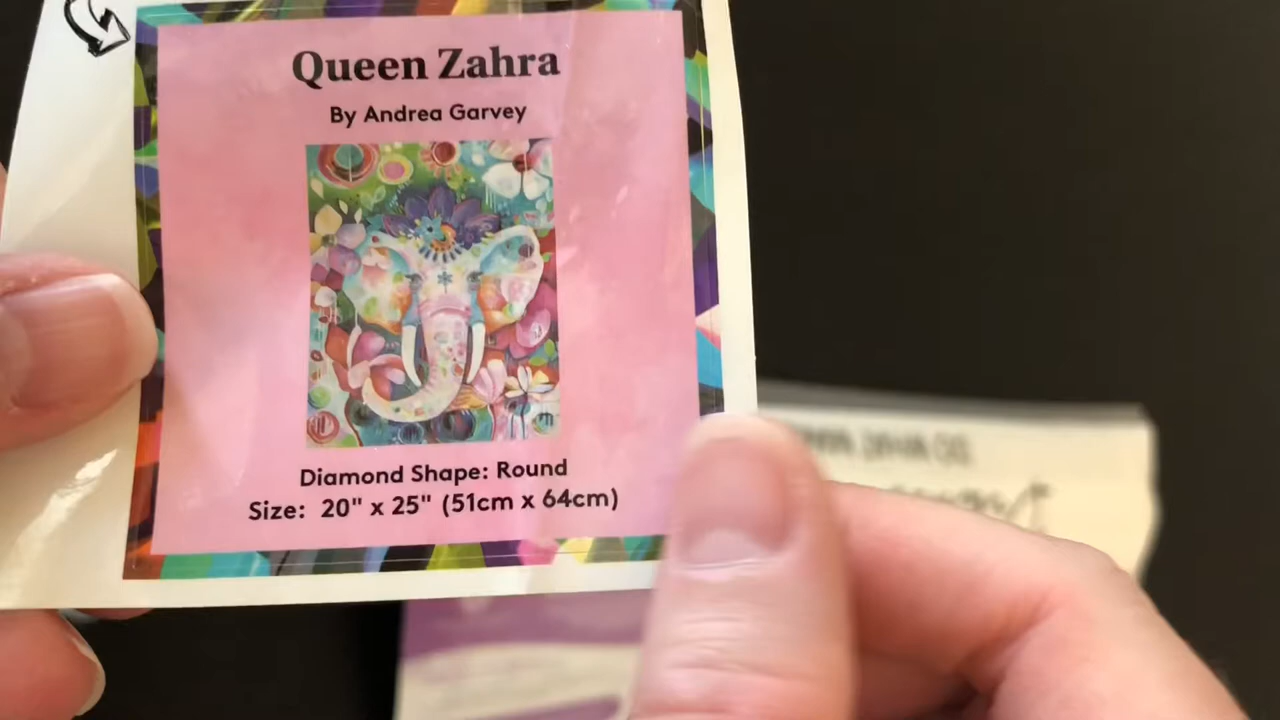 Queen Zahra
By Andrea Garvey
Diamond Shape: Round
Size: 20" x 25" (51cm x 64cm)